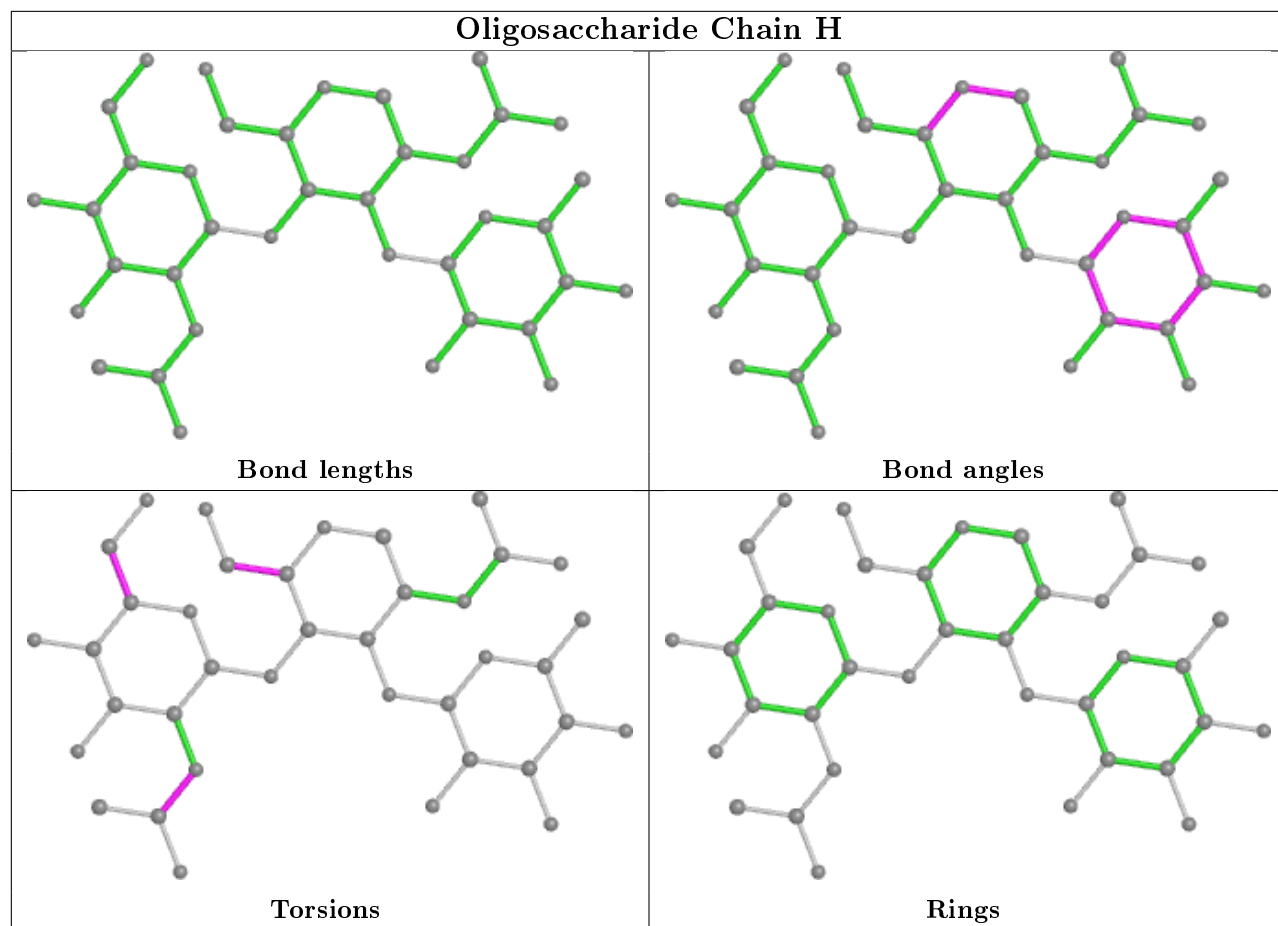 Oligosaccharide Chain H
Bond lengths
Bond angles
Torsions
Rings